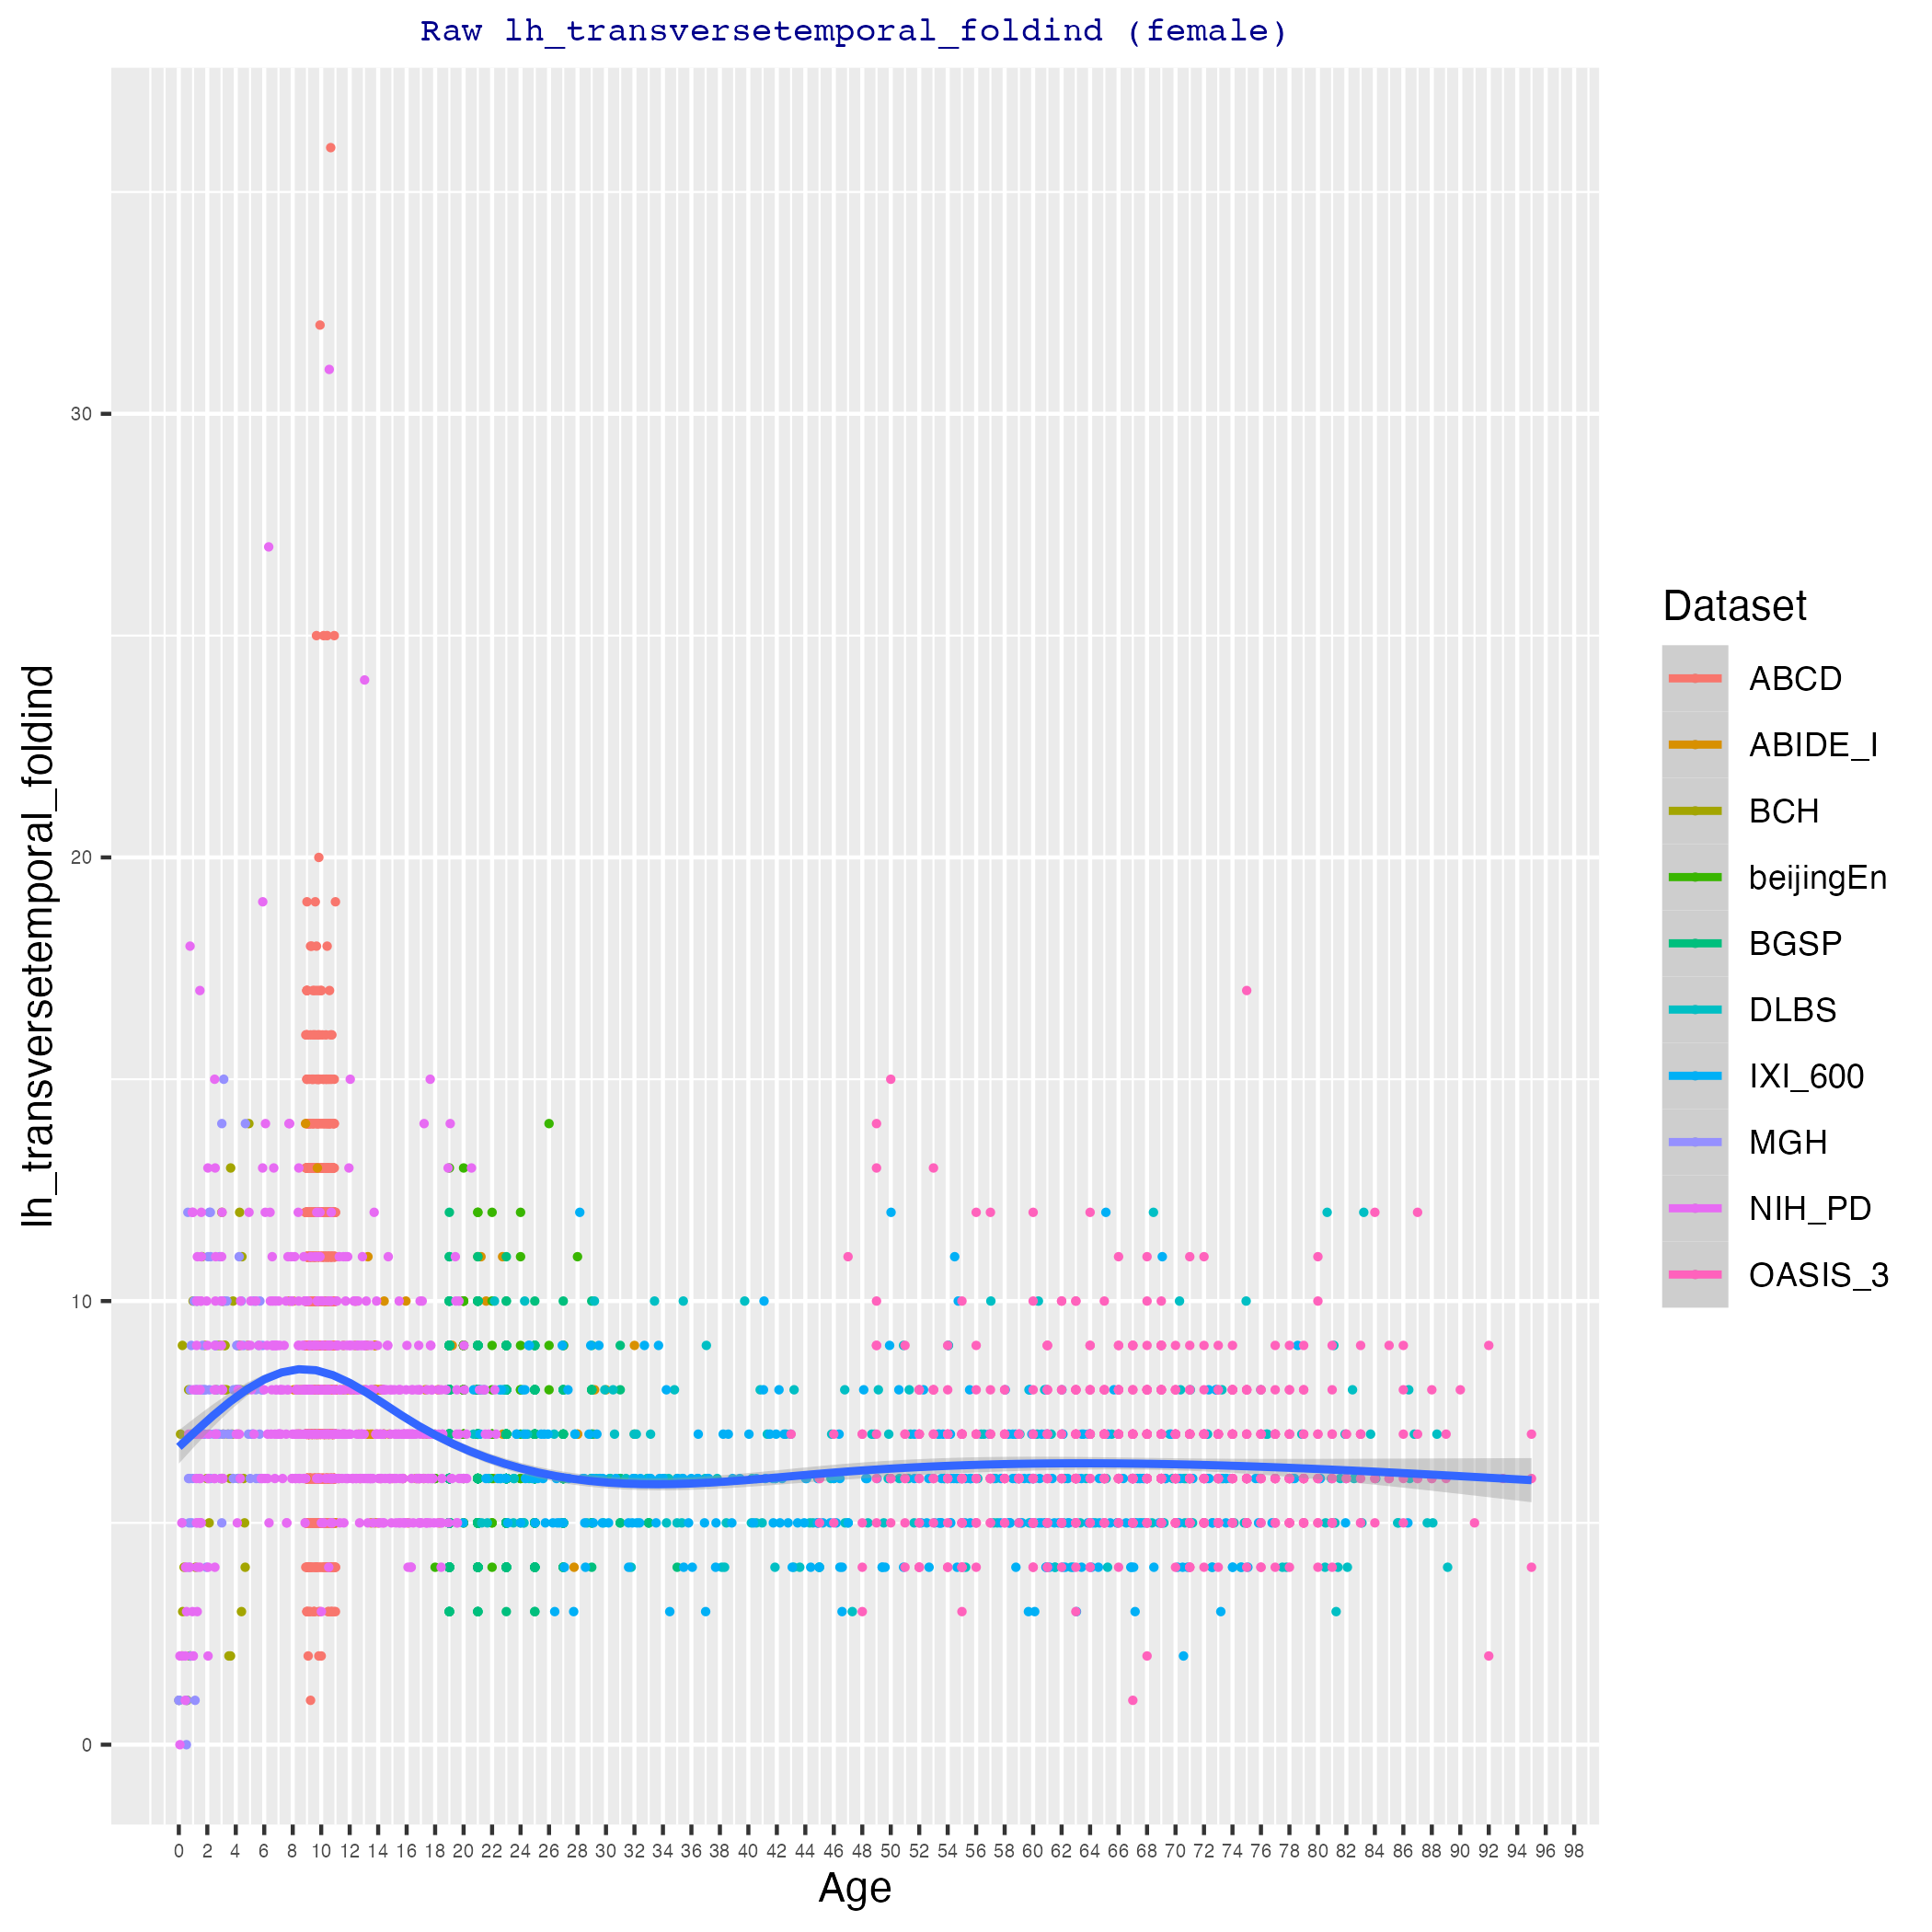 Raw lh_transversetemporal_foldind (female)
lh_transversetemporal_foldind
30
20
10
0
0 2 4 6 8 10 12 14 16 18 20 22 24 26 28 30 32 34 36 38 40 42 44 46 48 50 52 54 56 58 60 62 64 66 68 70 72 74 76 78 80 82 84 86 88 90 92 94 96 98
Age
Dataset
ABCD
ABIDE_I
BCH
beijingEn
BGSP
DLBS
IXI_600
MGH
NIH_PD
OASIS_3